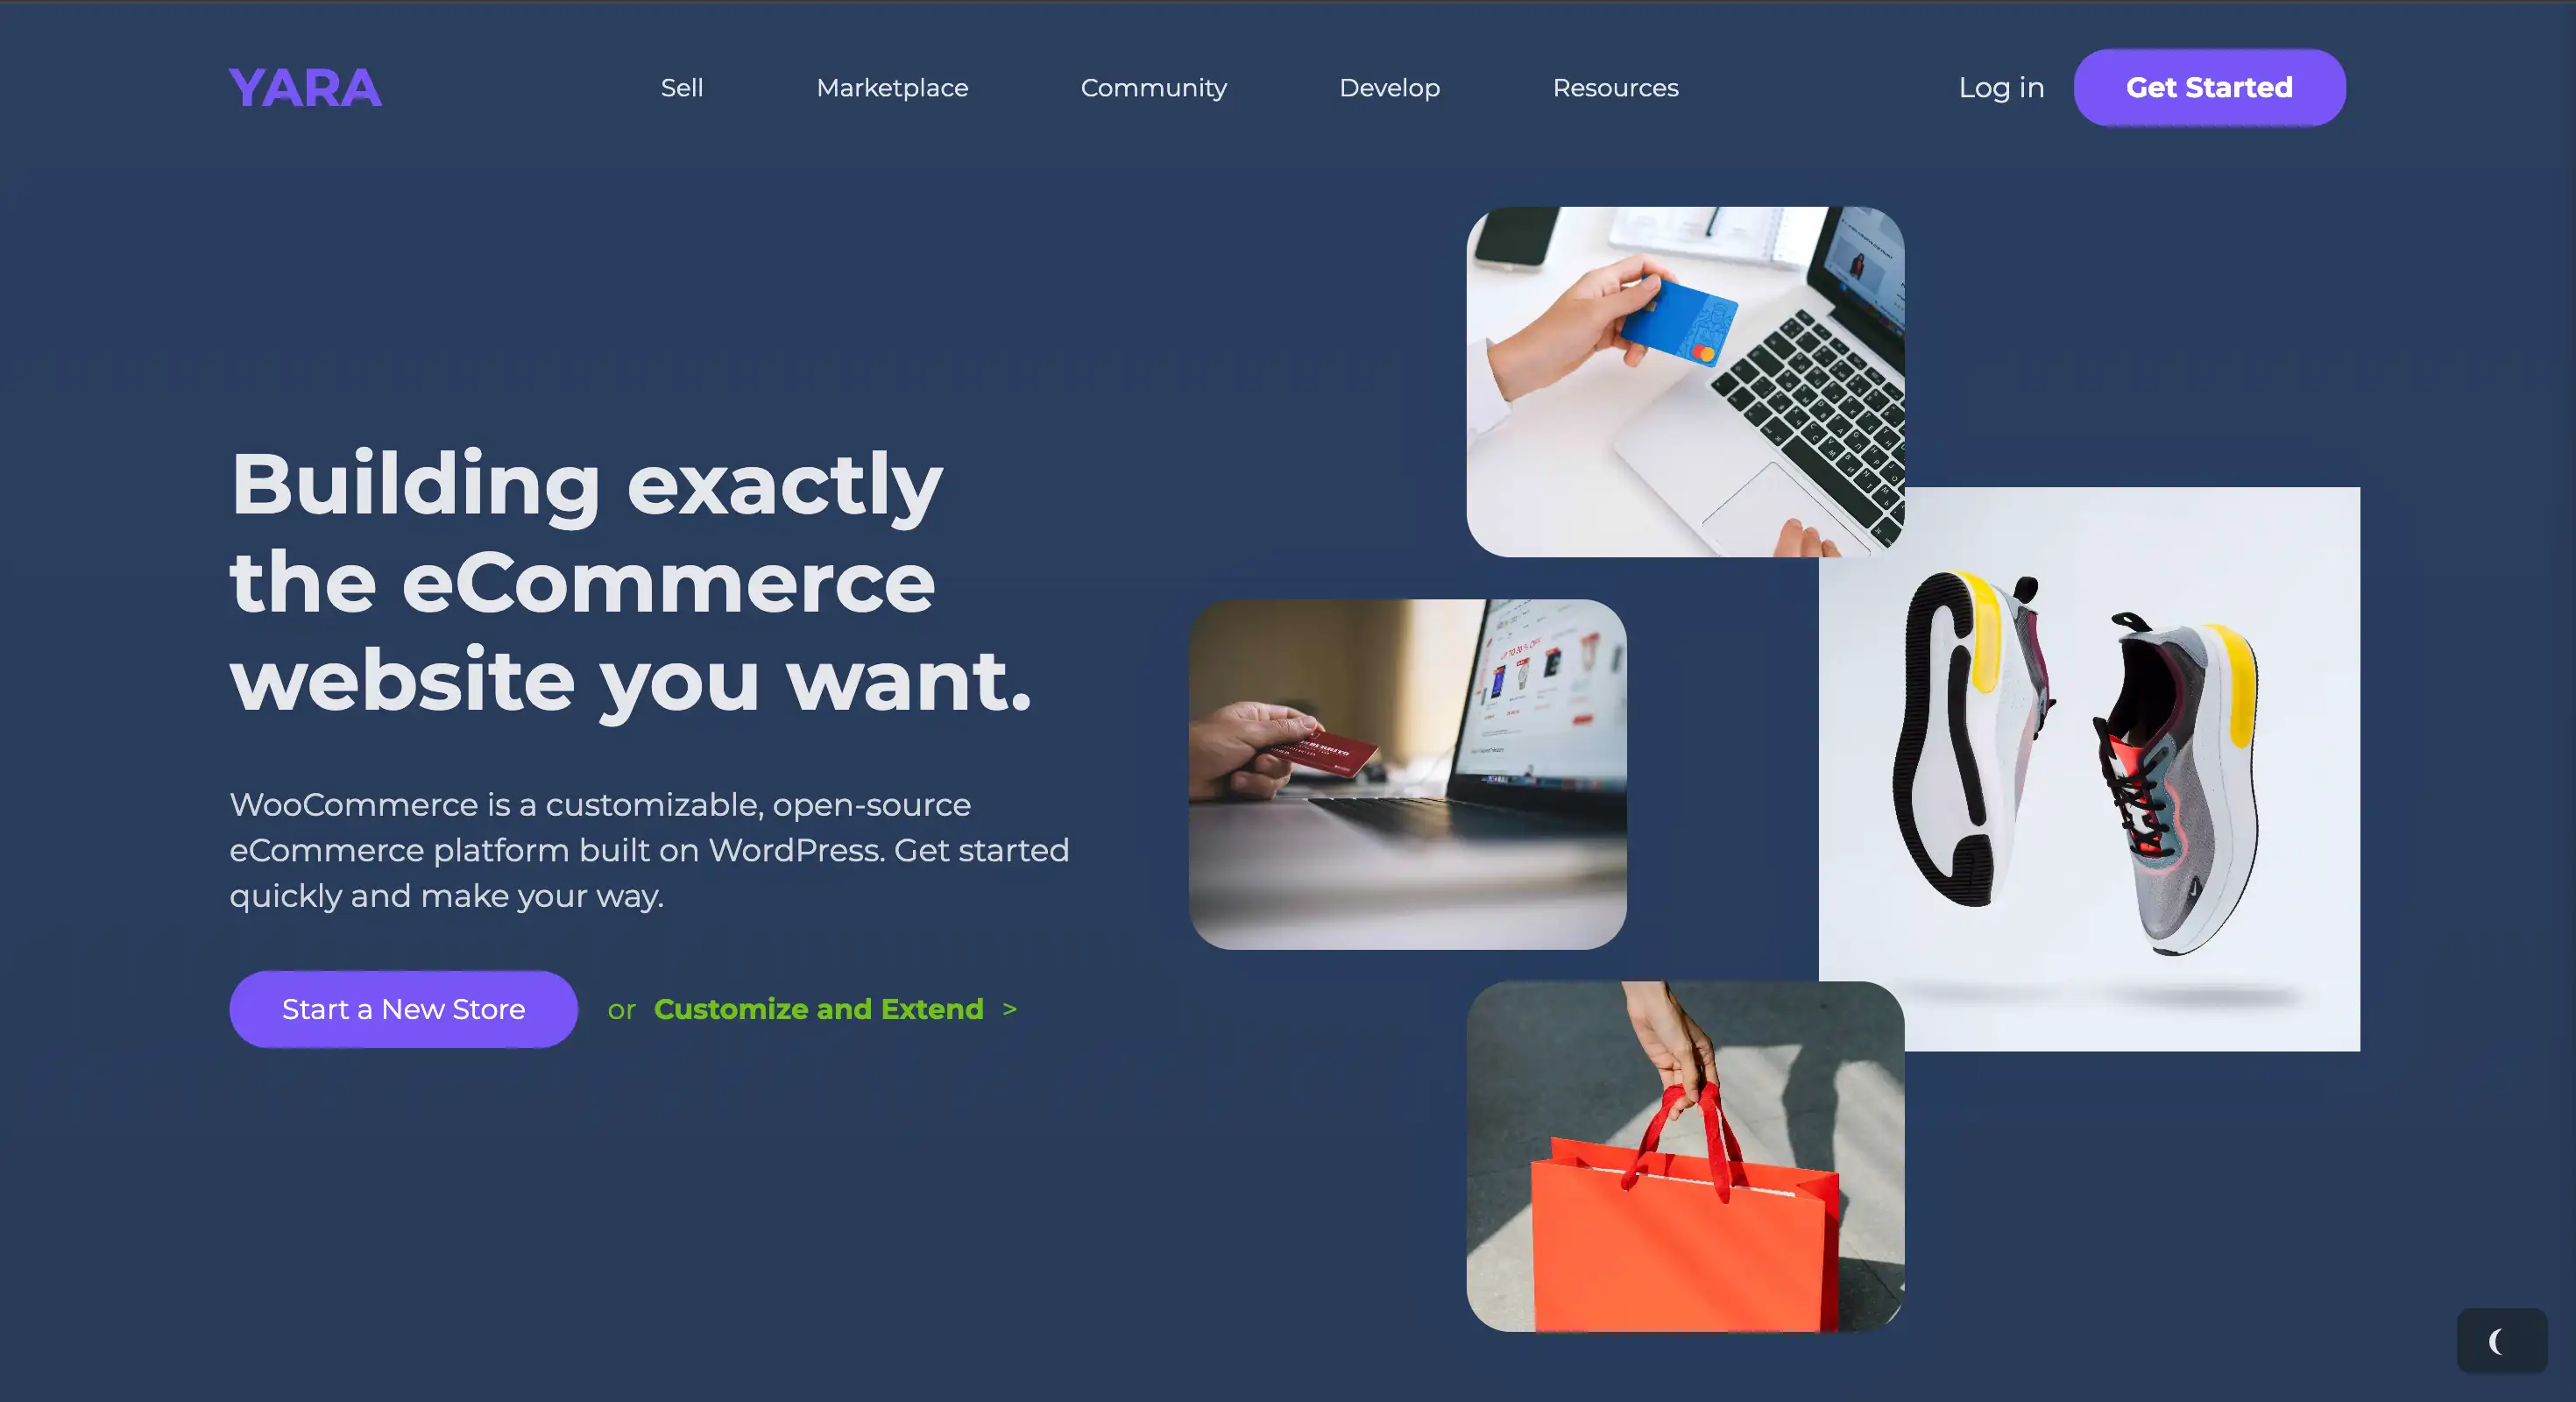 YARA
Sell
Marketplace
Community
Develop
Resources
Log in
Get Started
Building exactly
the eCommerce
website you want.
WooCommerce is a customizable, open-source
eCommerce platform built on WordPress. Get started
quickly and make your way.
Start a New Store
or Customize and Extend >